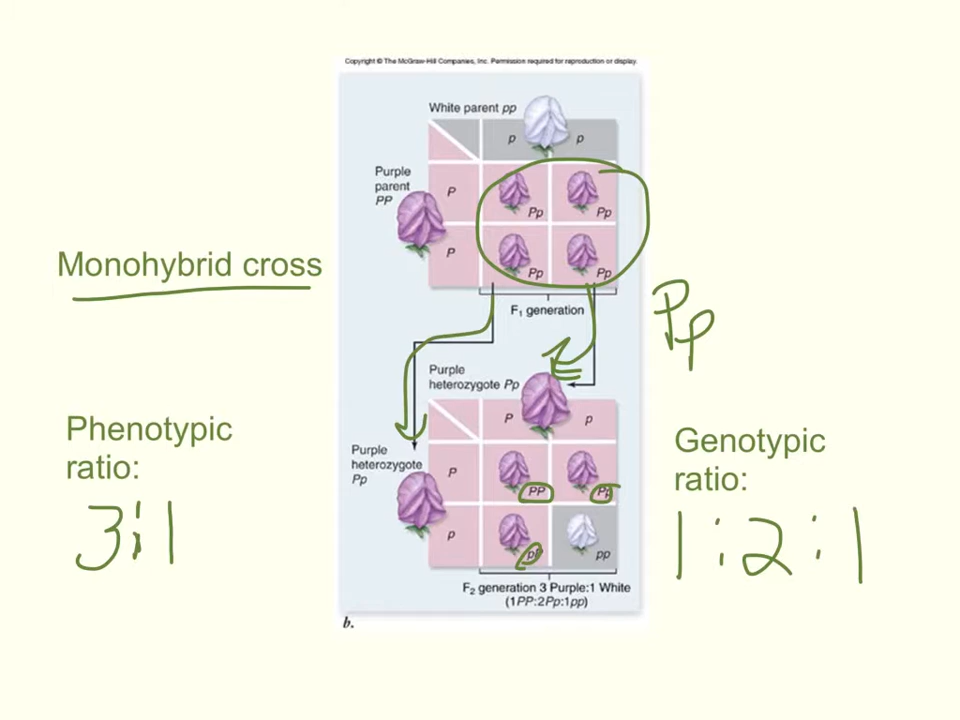 Copyright © The McGraw-Hill Companies, Inc. Permission required for reproduction or display.
White parent pp
p p
Purple
parent
PP
P
Pp Pp
P
Pp Pp
Monohybrid cross
F1 generation
Pp
Purple
heterozygote Pp
P p
Phenotypic
ratio:
3:1
Purple
heterozygote
Pp
P
PP Pp
p
pP pp
Genotypic
ratio:
1:2:1
F2 generation 3 Purple:1 White
(1PP:2Pp:1pp)
b.